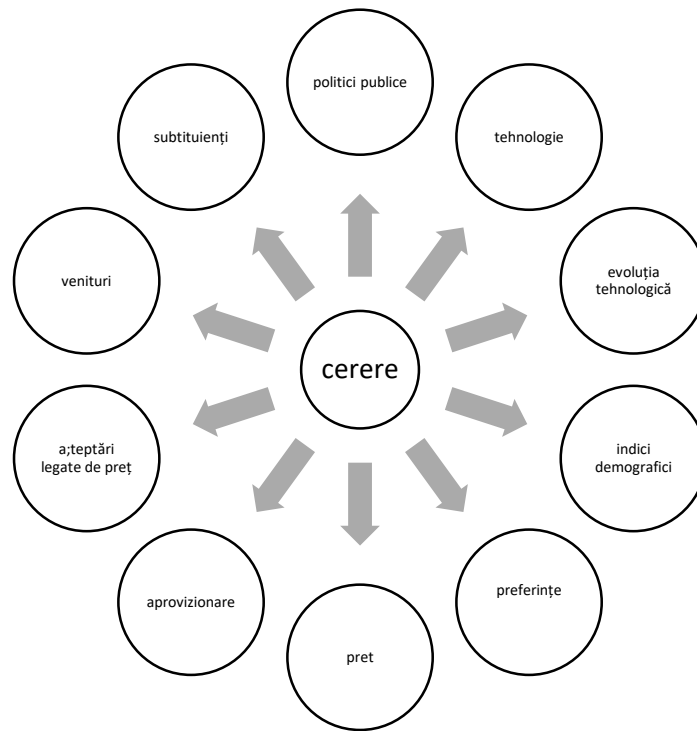 politici publice
subtituienți
tehnologie
venituri
evoluția
tehnologică
cerere
a;teptări
legate de preț
indici
demografici
aprovizionare
preferințe
pret